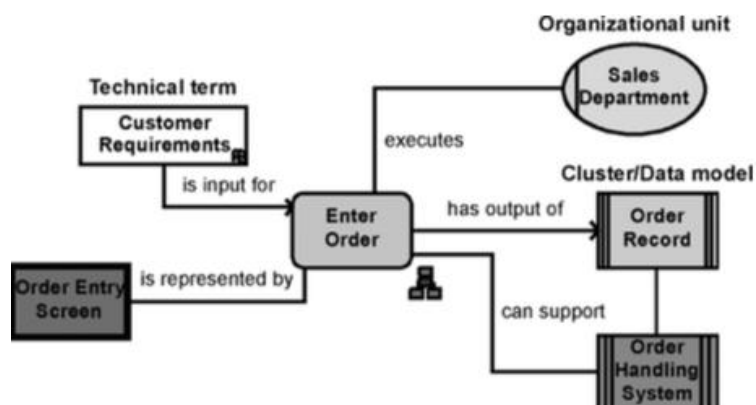 Organizational unit
Sales
Department
Technical term
Customer
Requirements
executes
is input for
Cluster/Data model
Enter
Order
has output of
Order
Record
Order Entry
Screen
is represented by
can support
Order
Handling
System